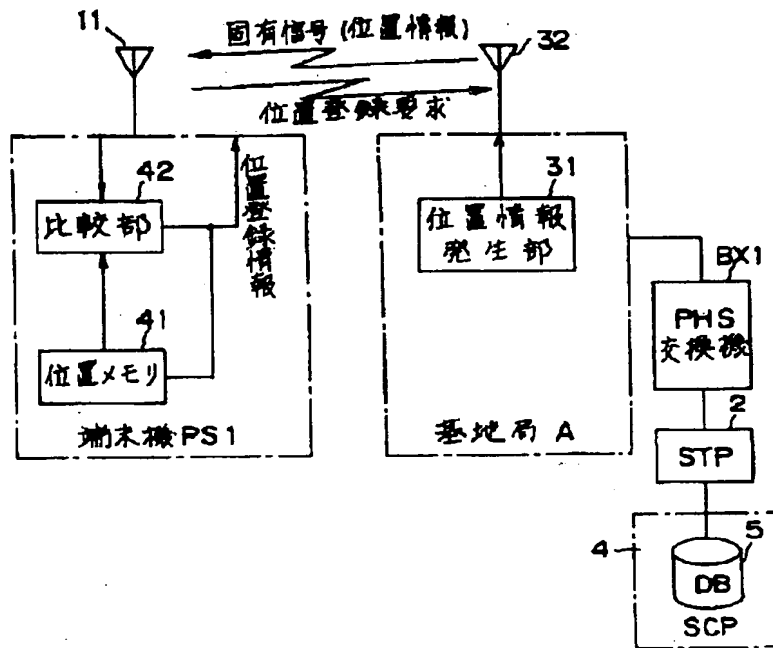 11
固有信号(位置情報)
32
位置登録要求
42
比較部
位置登録情報
41
位置メモリ
端末機PS1
31
位置情報
発生部
基地局 A
BX1
PHS
交換機
2
STP
4
5
DB
SCP